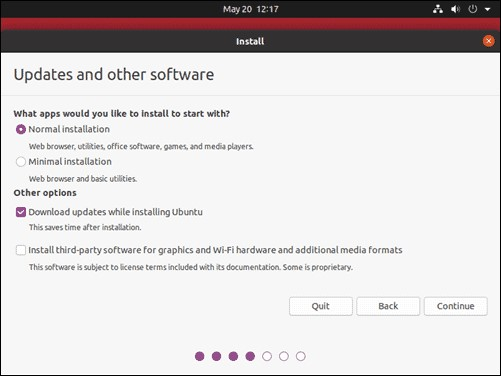 May 20 12:17
Install
Updates and other software
What apps would you like to install to start with?
Normal installation
Web browser, utilities, office software, games, and media players.
Minimal installation
Web browser and basic utilities.
Other options
Download updates while installing Ubuntu
This saves time after installation.
Install third-party software for graphics and Wi-Fi hardware and additional media formats
This software is subject to license terms included with its documentation. Some is proprietary.
Quit Back Continue